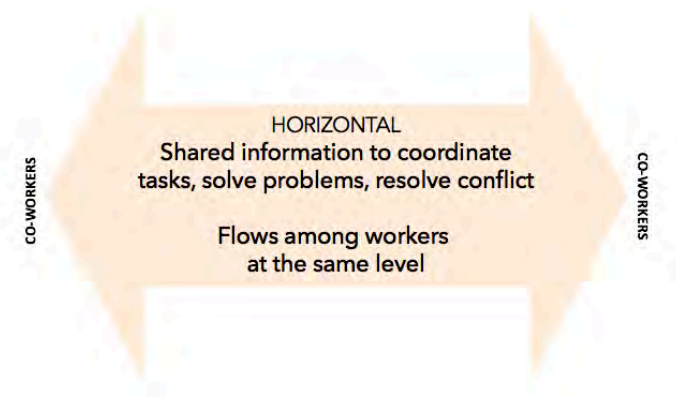 HORIZONTAL
Shared information to coordinate
tasks, solve problems, resolve conflict
Flows among workers
at the same level
CO-WORKERS
CO-WORKERS